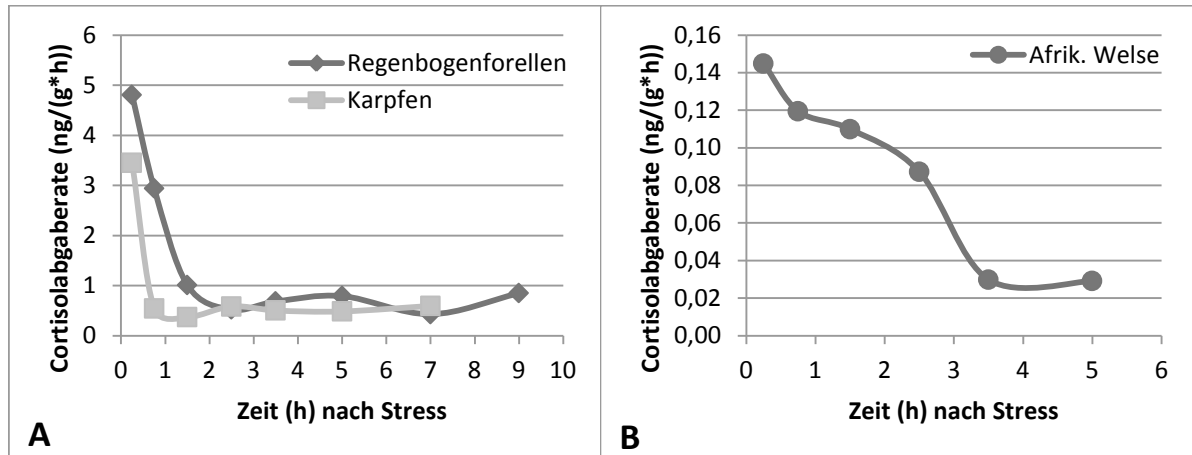 Cortisolabgaberate (ng/(g*h))
6
5
4
3
2
1
0
Regenbogenforellen
Karpfen
0 1 2 3 4 5 6 7 8 9 10
Zeit (h) nach Stress
A
Cortisolabgaberate (ng/(g*h))
0,16
0,14
0,12
0,10
0,08
0,06
0,04
0,02
0,00
Afrik. Welse
0 1 2 3 4 5 6
Zeit (h) nach Stress
B